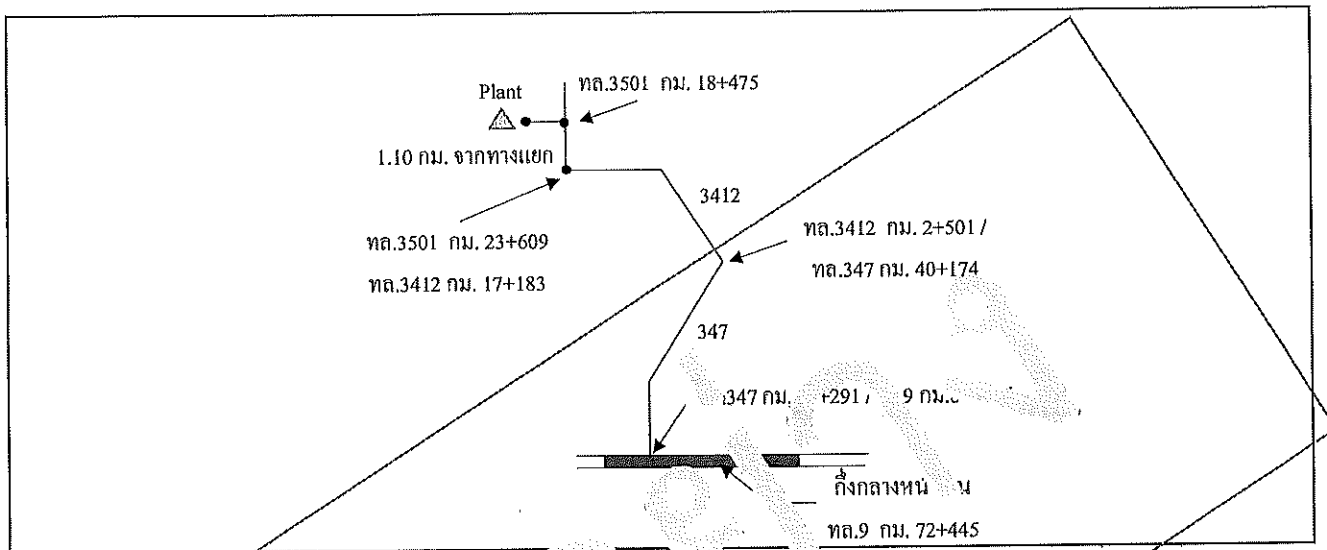 Plant
ทล.3501 กม. 18+475
1.10 กม. จากทางแยก
3412
ทล.3501 กม. 23+609
ทล.3412 กม. 17+183
ทล.3412 กม. 2+501 /
ทล.347 กม. 40+174
347
347 กม. +291 / 9 กม.
กึ่งกลาง
ทล.9 กม. 72+445